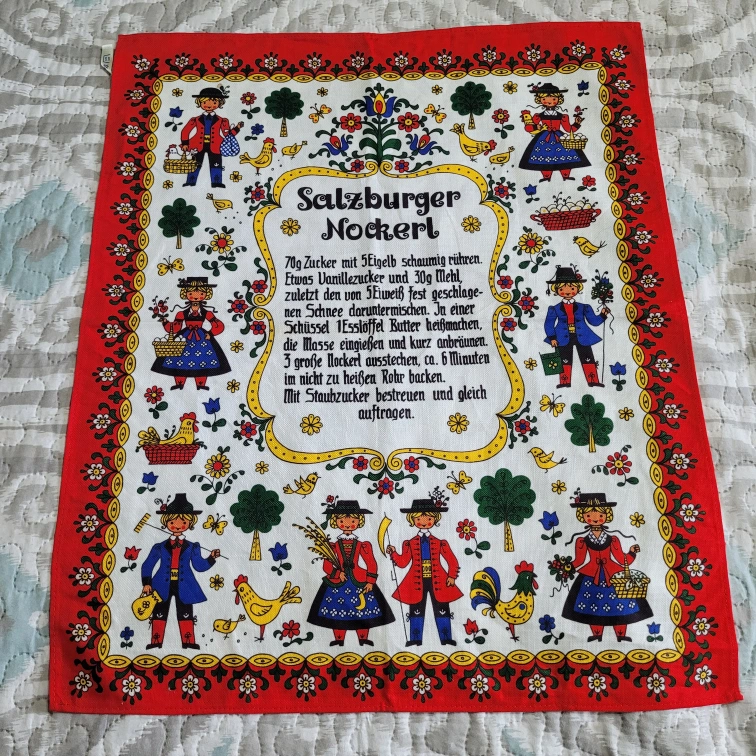 Salzburger
Nockerl
70g Zucker mit 5 Eigelb schaumig rühren.
Etwas Vanillezucker und 30g Mehl,
zuletzt den von 5 Eiweiß fest geschlage-
nen Schnee daruntermischen. In einer
Schüssel 1 Esslöffel Butter heißmachen,
die Masse eingießen und kurz anbräunen.
3 große Nockerl ausstechen, ca. 6 Minuten
im nicht zu heißen Rohr backen.
Mit Staubzucker bestreuen und gleich
auftragen.